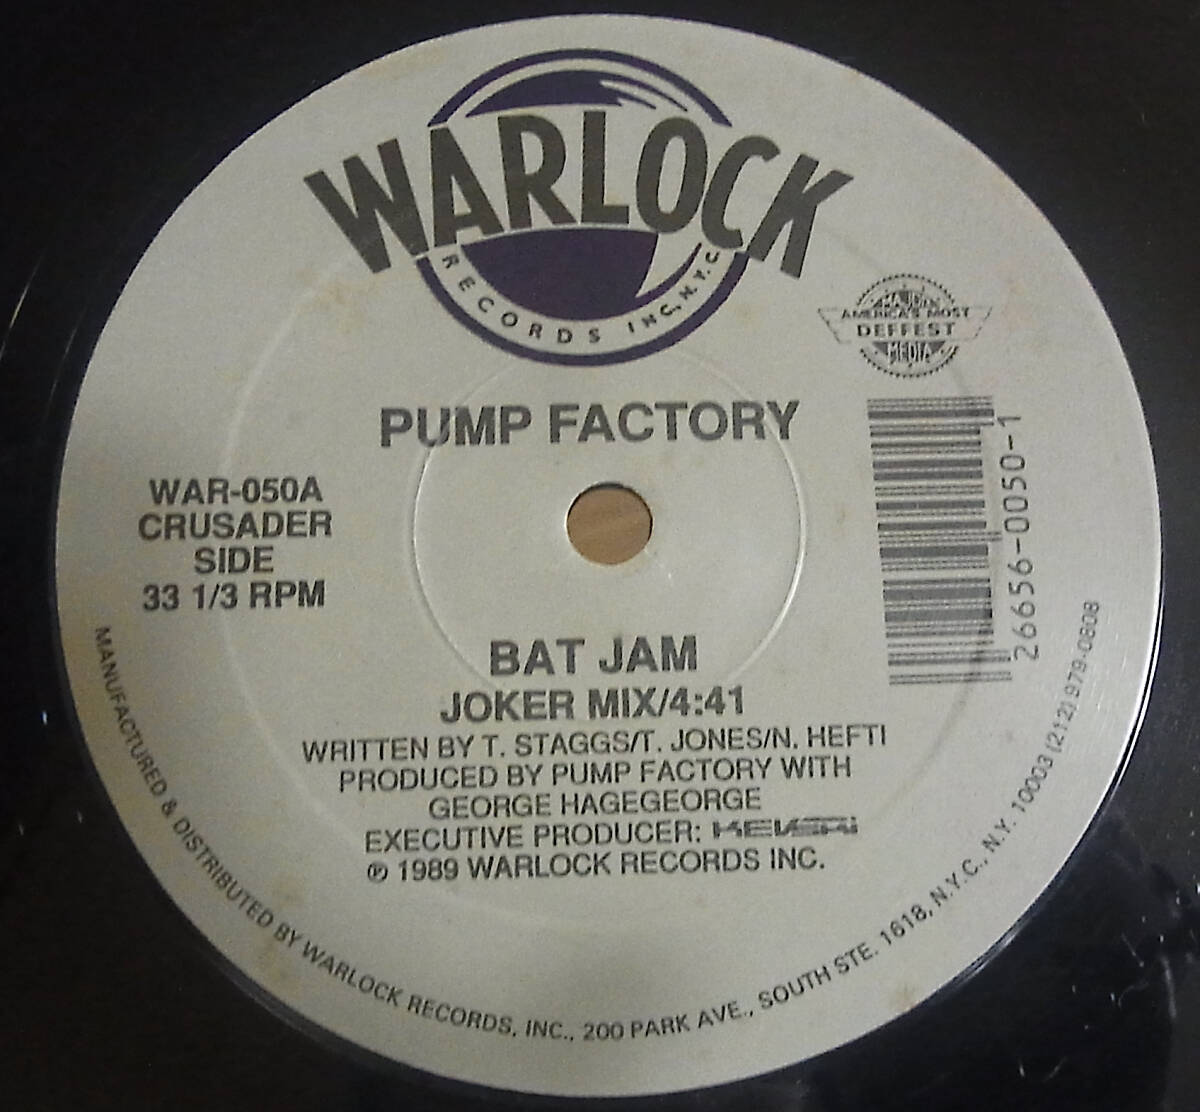 WARLOCK
RECORDS INC., N.Y.C.
MAJOR
AMERICA'S MOST
DEFFEST
MEDIA
PUMP FACTORY
WAR-050A
CRUSADER
SIDE
33 1/3 RPM
26656-0050-1
BAT JAM
JOKER MIX/4:41
WRITTEN BY T. STAGGS/T. JONES/N. HEFTI
PRODUCED BY PUMP FACTORY WITH
GEORGE HAGEGEORGE
EXECUTIVE PRODUCER:
℗ 1989 WARLOCK RECORDS INC.
MANUFACTURED & DISTRIBUTED BY WARLOCK RECORDS, INC., 200 PARK AVE., SOUTH STE. 1618, N.Y.C., N.Y. 10003 (212) 979-0808